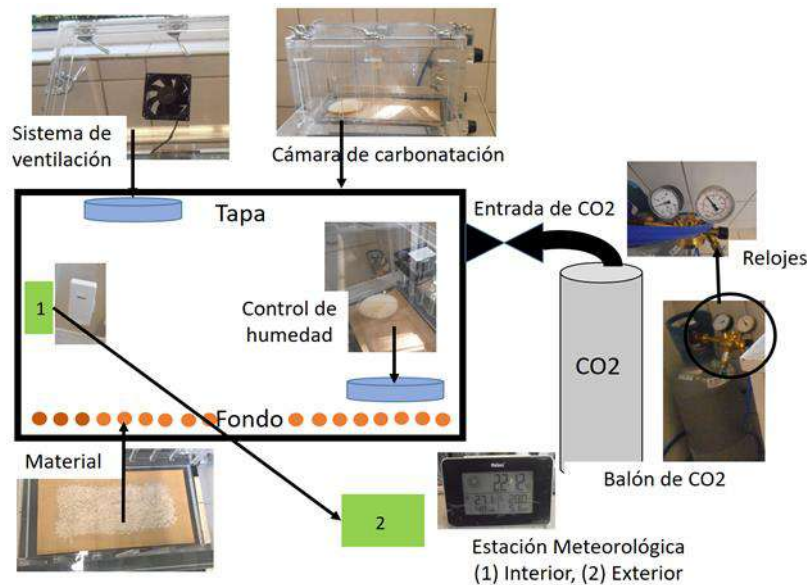 Sistema de
ventilación
Cámara de carbonatación
Tapa
Entrada de CO2
Relojes
1
Control de
humedad
CO2
Fondo
Material
Balón de CO2
2
Estación Meteorológica
(1) Interior, (2) Exterior